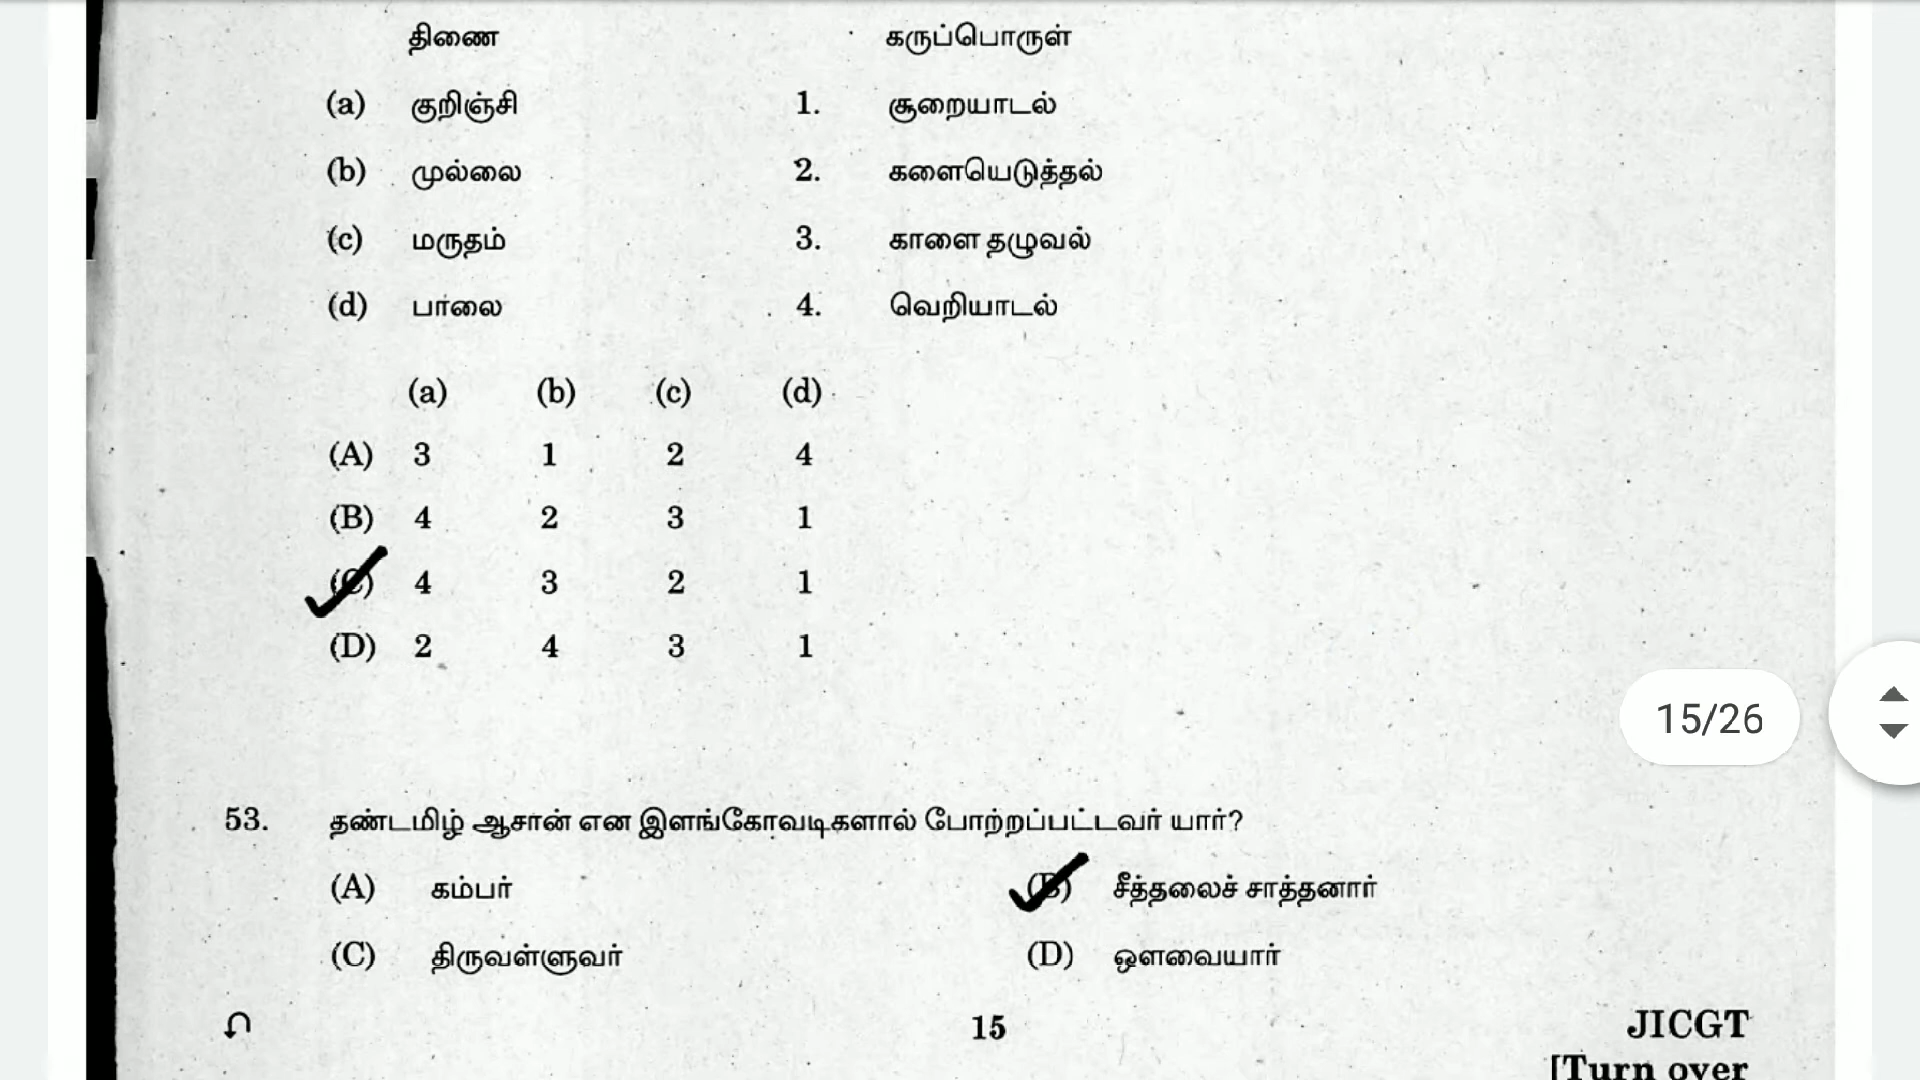 திணை கருப்பொருள்
(a) குறிஞ்சி 1. சூறையாடல்
(b) முல்லை 2. களையெடுத்தல்
(c) மருதம் 3. காளை தழுவல்
(d) பாலை 4. வெறியாடல்
(a) (b) (c) (d)
(A) 3 1 2 4
(B) 4 2 3 1
(C) 4 3 2 1
(D) 2 4 3 1
15/26
53. தண்டமிழ் ஆசான் என இளங்கோவடிகளால் போற்றப்பட்டவர் யார்?
(A) கம்பர் (B) சீத்தலைச் சாத்தனார்
(C) திருவள்ளுவர் (D) ஔவையார்
15 JICGT
[Turn over